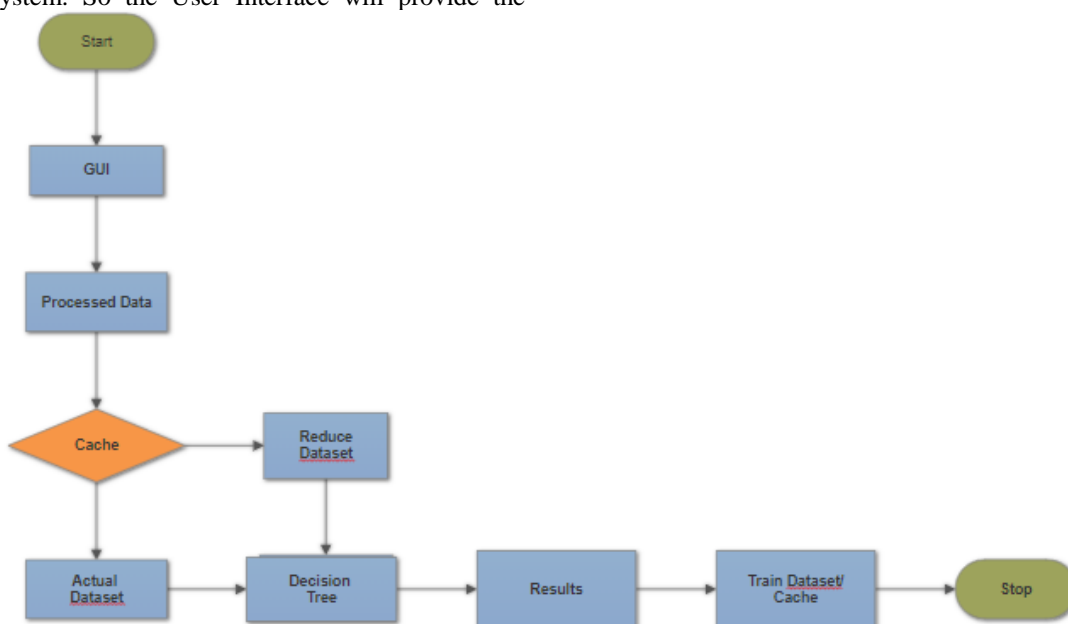 ystem. So the User Interface will provide the
Start
GUI
Processed Data
Cache
Reduce
Dataset
Actual
Dataset
Decision
Tree
Results
Train Dataset/
Cache
Stop